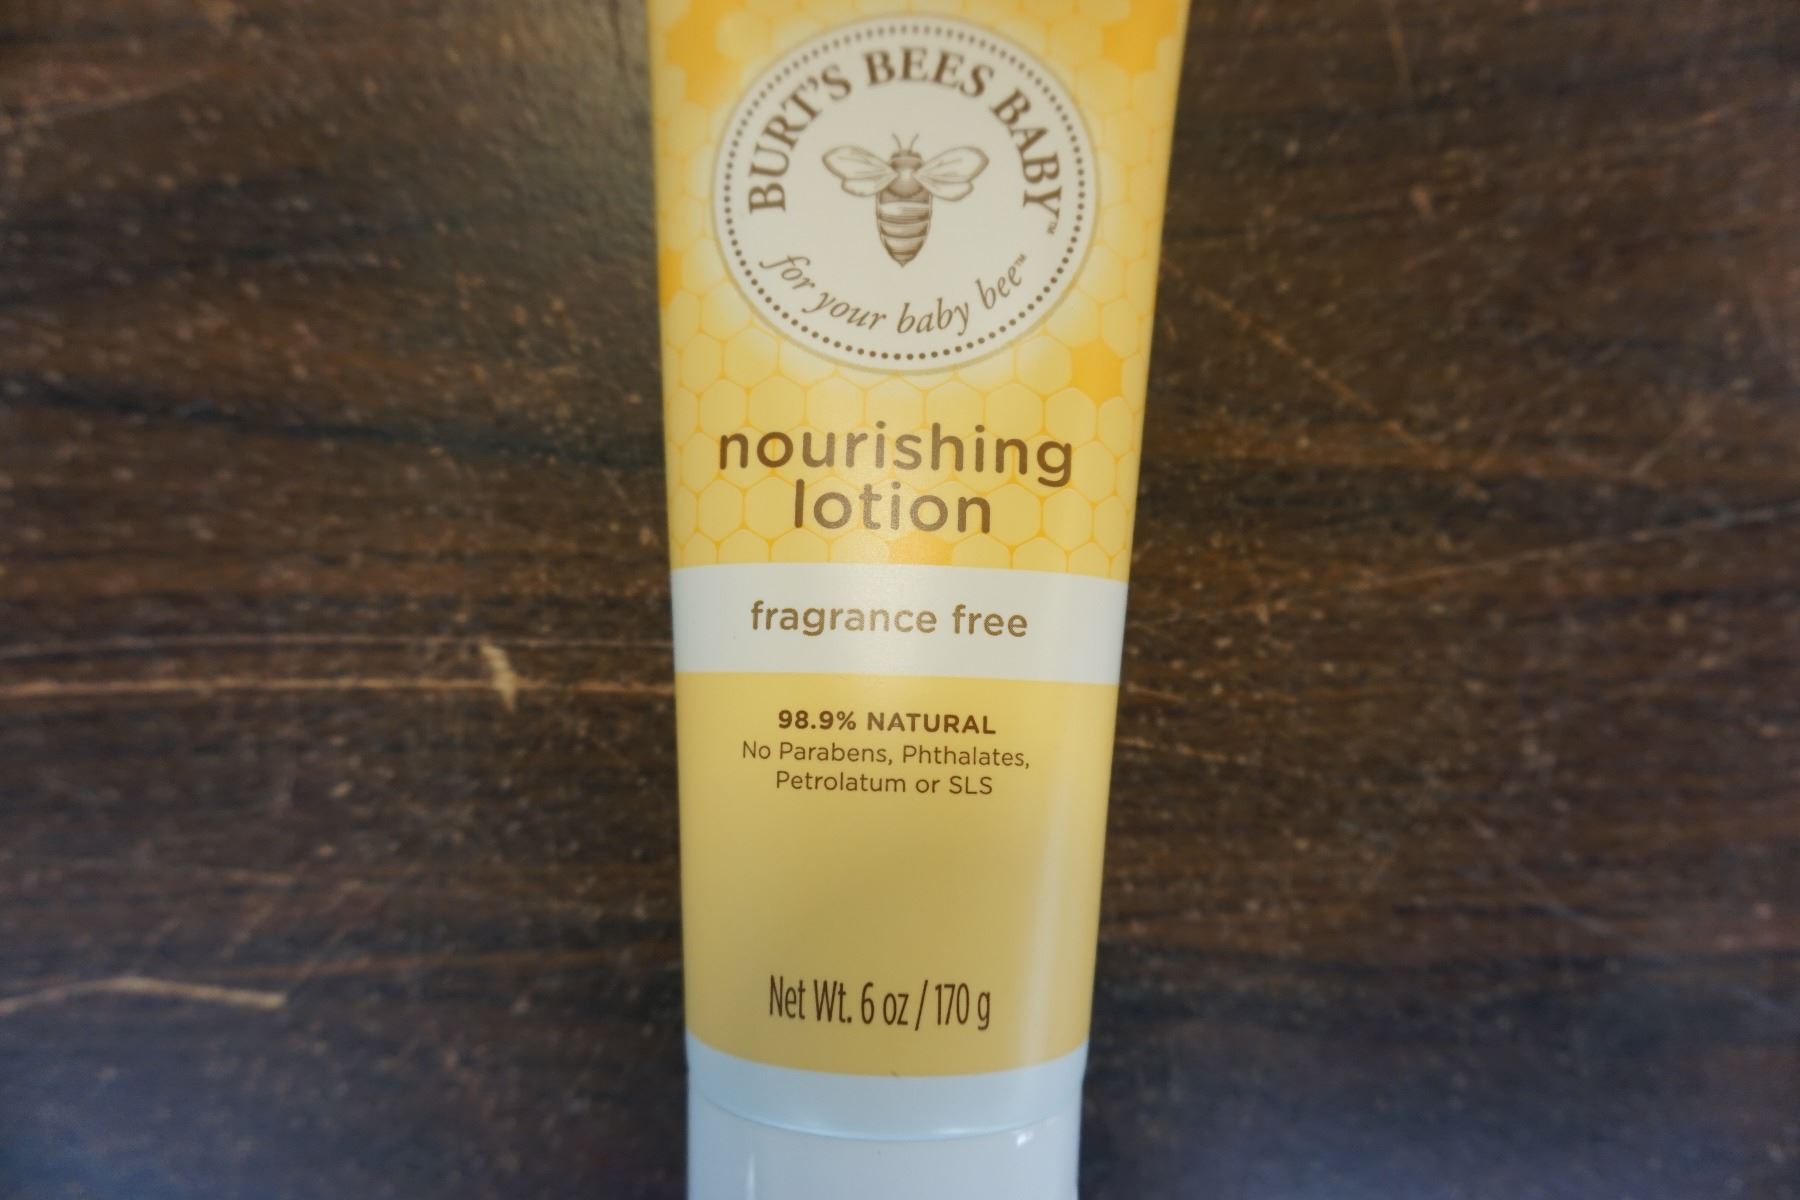 BURT'S BEES BABY™
for your baby bee™
nourishing
lotion
fragrance free
98.9% NATURAL
No Parabens, Phthalates,
Petrolatum or SLS
Net Wt. 6 oz / 170 g